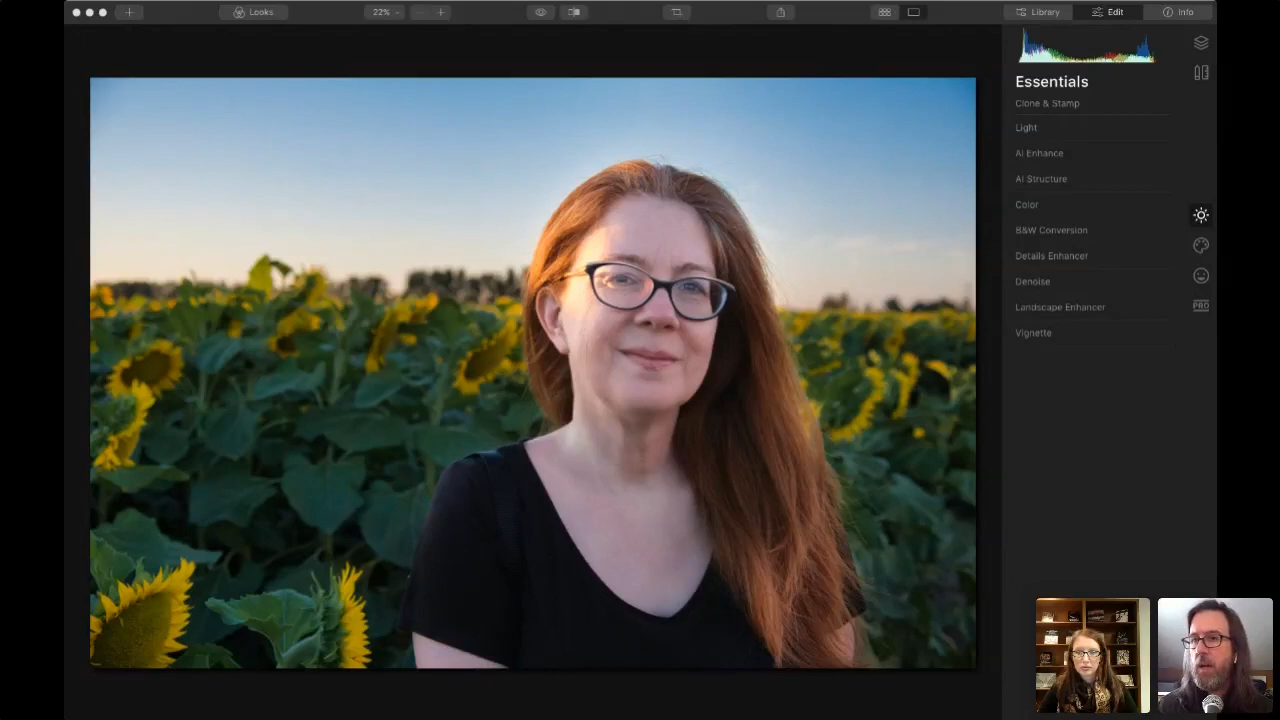 Looks
22%
Library
Edit
Info
Essentials
Clone & Stamp
Light
AI Enhance
AI Structure
Color
B&W Conversion
Details Enhancer
Denoise
Landscape Enhancer
Vignette
PRO